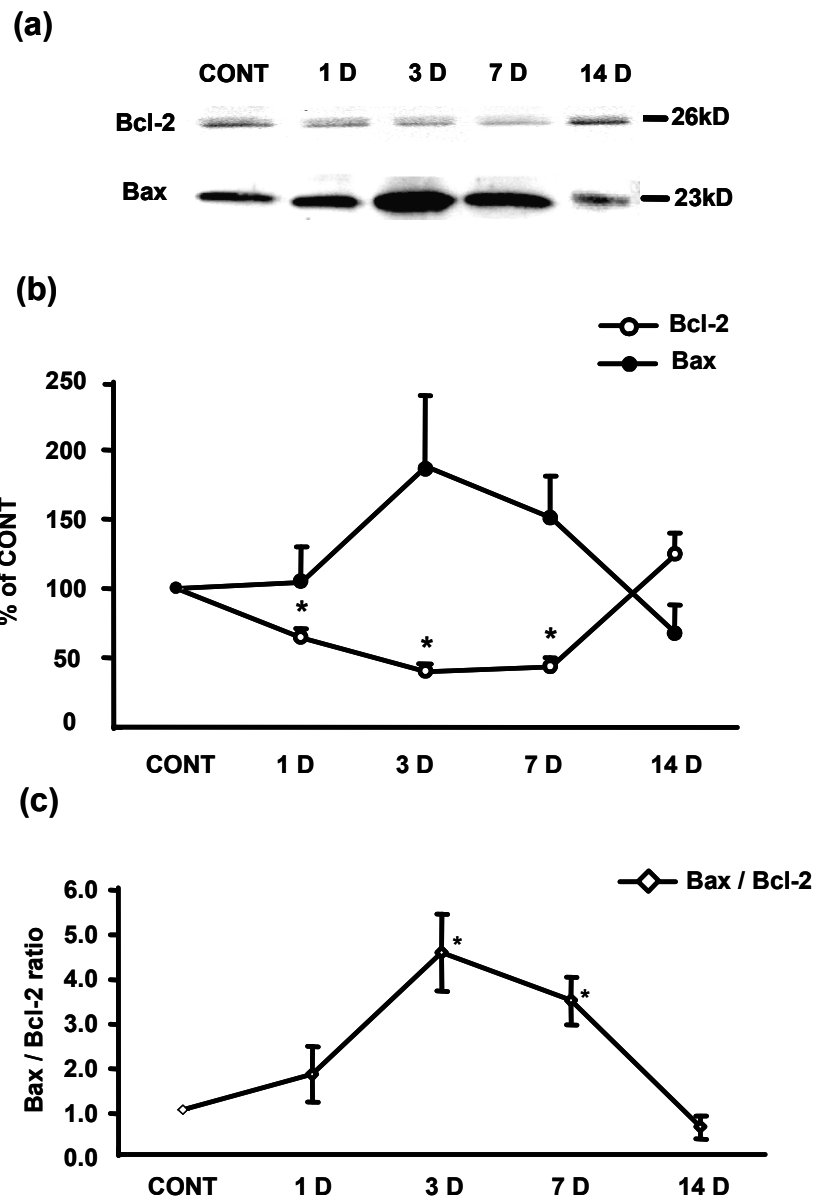 (a)
CONT 1 D 3 D 7 D 14 D
Bcl-2 26kD
Bax 23kD
(b)
Bcl-2
Bax
250
200
150
100
50
0
% of CONT
*
*
*
CONT 1 D 3 D 7 D 14 D
(c)
Bax / Bcl-2
6.0
5.0
4.0
3.0
2.0
1.0
0.0
Bax / Bcl-2 ratio
*
*
CONT 1 D 3 D 7 D 14 D